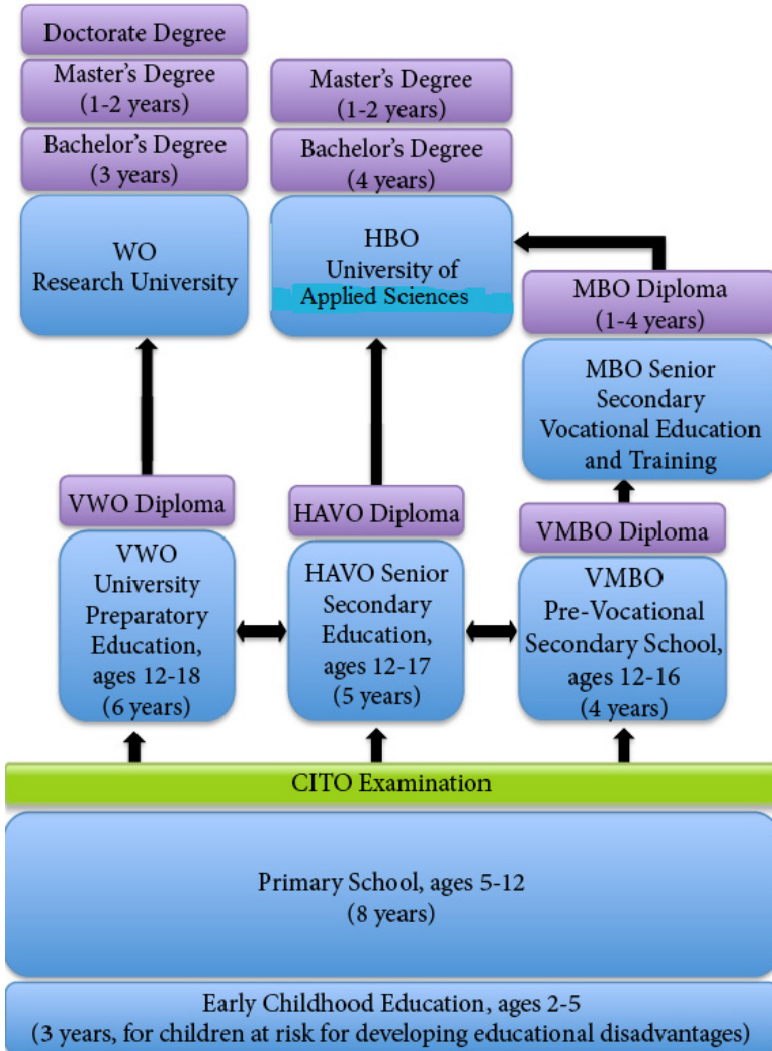 Doctorate Degree
Master's Degree
(1-2 years)
Bachelor's Degree
(3 years)
WO
Research University
Master's Degree
(1-2 years)
Bachelor's Degree
(4 years)
HBO
University of
Applied Sciences
MBO Diploma
(1-4 years)
MBO Senior
Secondary
Vocational Education
and Training
VWO Diploma
VWO
University
Preparatory
Education,
ages 12-18
(6 years)
HAVO Diploma
HAVO Senior
Secondary
Education,
ages 12-17
(5 years)
VMBO Diploma
VMBO
Pre-Vocational
Secondary School,
ages 12-16
(4 years)
CITO Examination
Primary School, ages 5-12
(8 years)
Early Childhood Education, ages 2-5
(3 years, for children at risk for developing educational disadvantages)